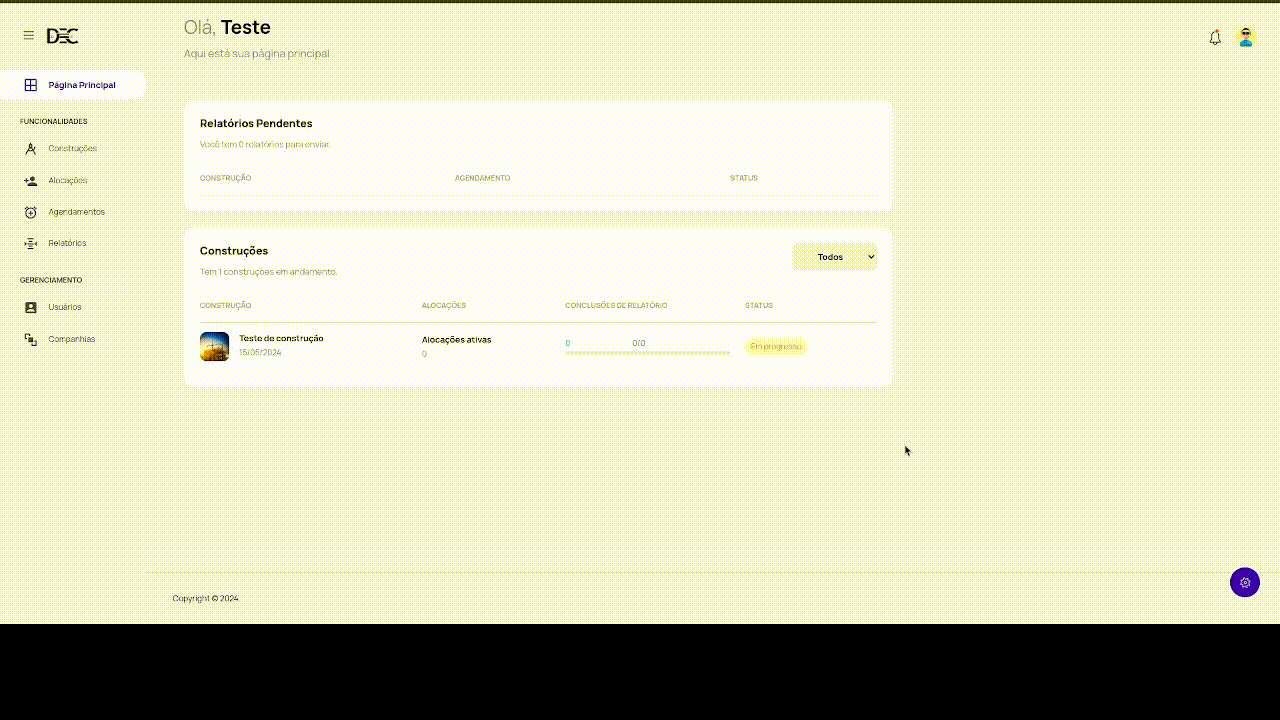 DEC
Olá, Teste
Aqui está sua página principal
Página Principal
FUNCIONALIDADES
Construções
Alocações
Agendamentos
Relatórios
GERENCIAMENTO
Usuários
Companhias
Relatórios Pendentes
Você tem 0 relatórios para enviar.
CONSTRUÇÃO AGENDAMENTO STATUS
Construções
Todos
Tem 1 construções em andamento.
CONSTRUÇÃO ALOCAÇÕES CONCLUSÕES DE RELATÓRIO STATUS
Teste de construção
15/05/2024
Alocações ativas
0
0 0/0
Em progresso
Copyright © 2024.